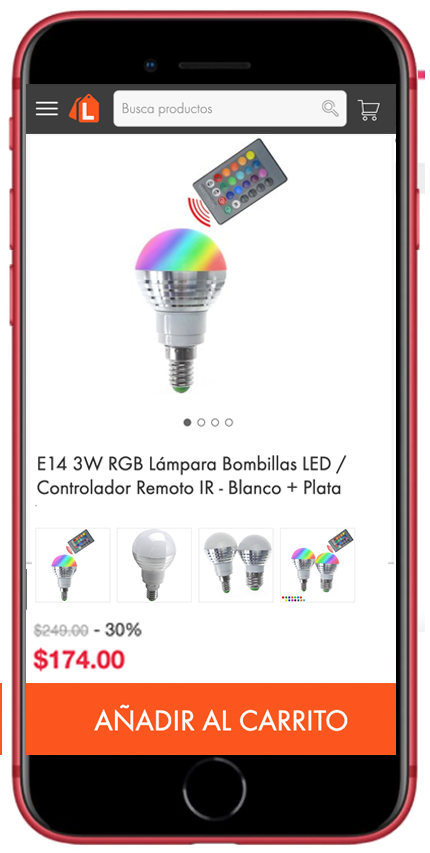 L
Busca productos
E14 3W RGB Lámpara Bombillas LED /
Controlador Remoto IR - Blanco + Plata
$249.00 - 30%
$174.00
AÑADIR AL CARRITO